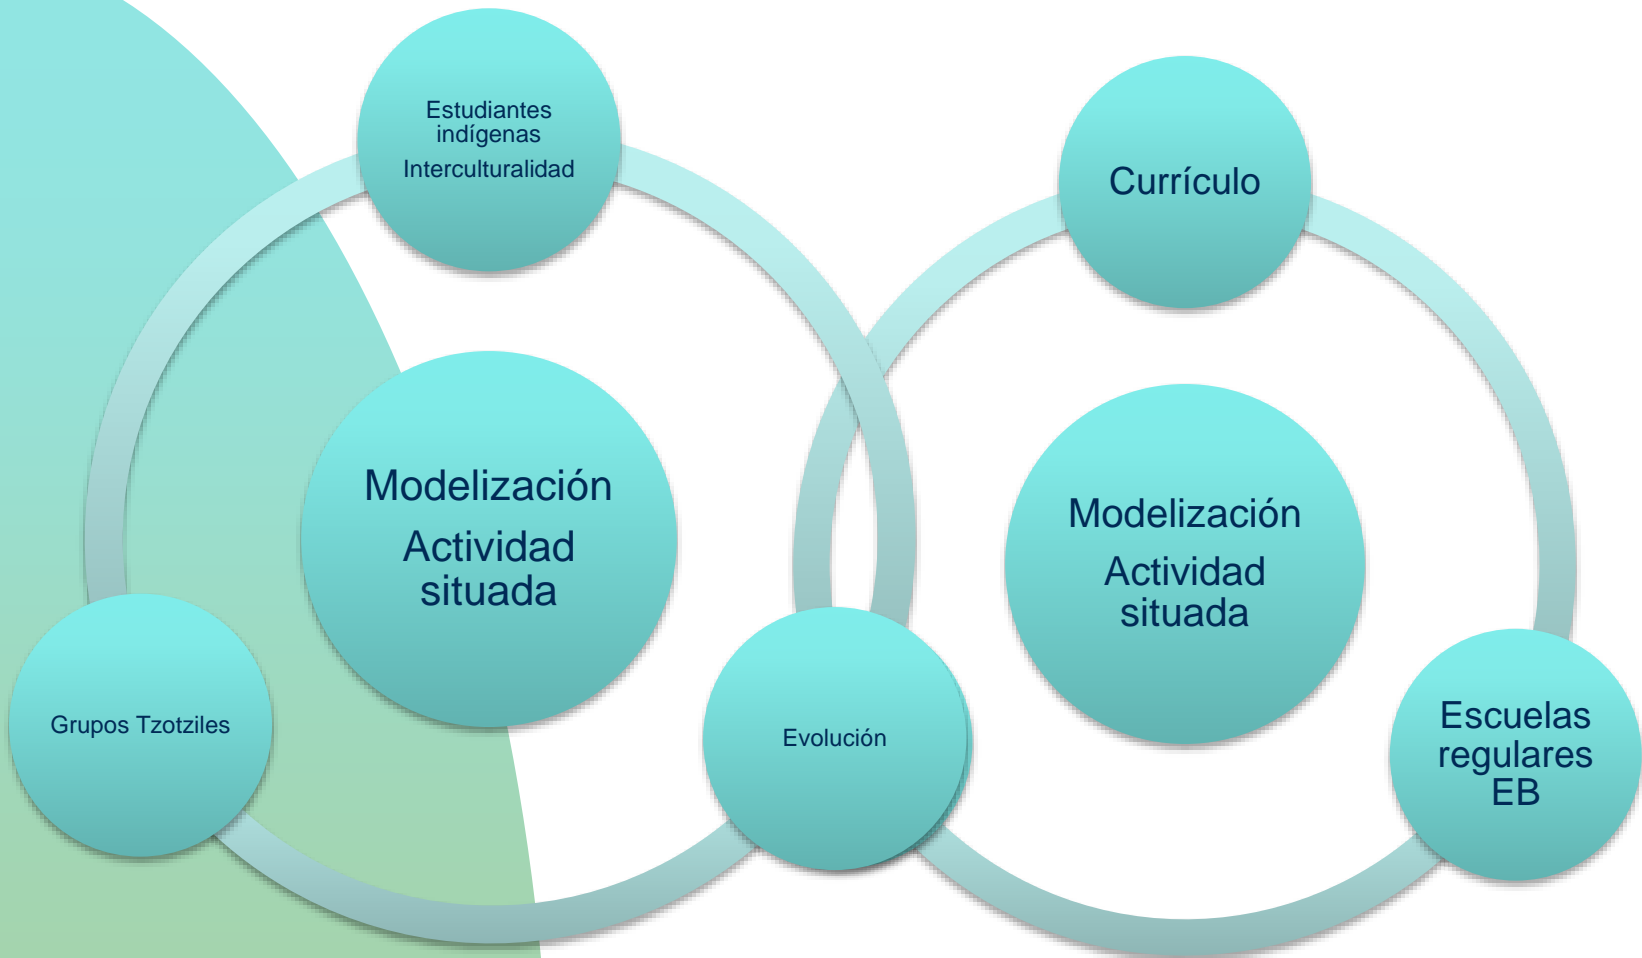 Estudiantes
indígenas
Interculturalidad
Modelización
Actividad
situada
Grupos Tzotziles
Evolución
Currículo
Modelización
Actividad
situada
Escuelas
regulares
EB